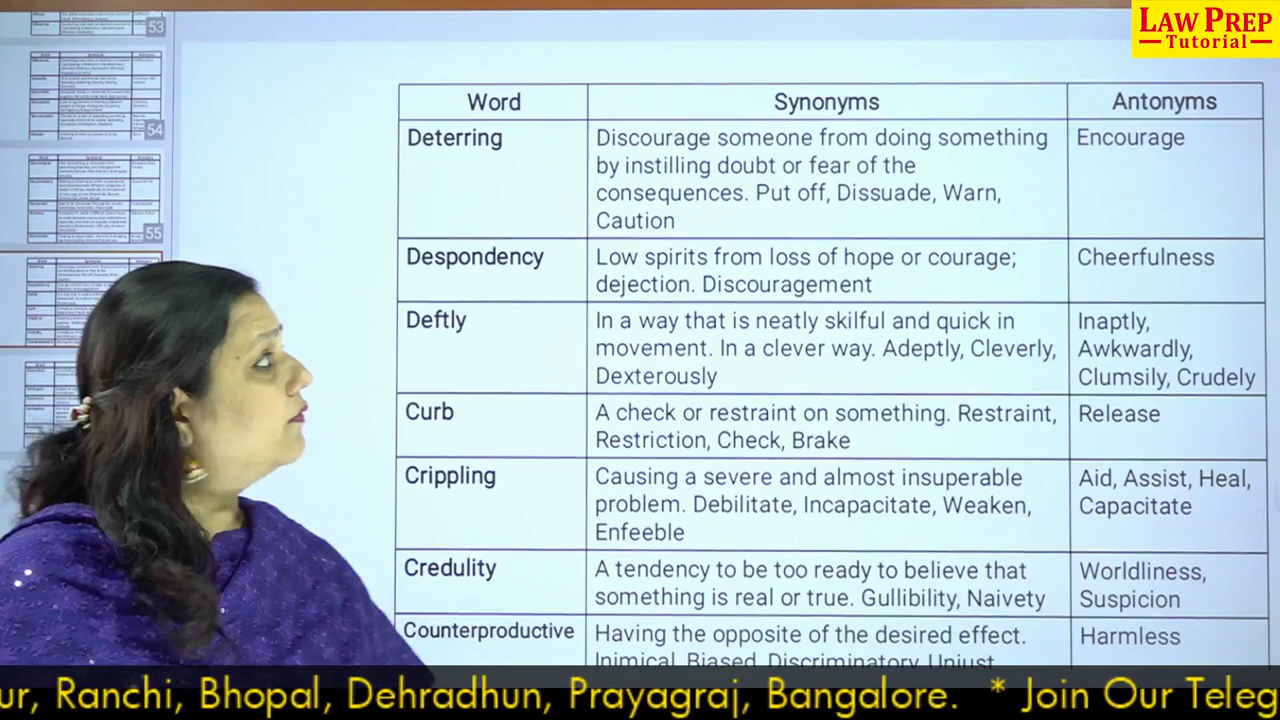 LAW PREP
Tutorial
53
54
55
Word Synonyms Antonyms
Deterring Discourage someone from doing something Encourage
by instilling doubt or fear of the
consequences. Put off, Dissuade, Warn,
Caution
Despondency Low spirits from loss of hope or courage; Cheerfulness
dejection. Discouragement
Deftly In a way that is neatly skilful and quick in Inaptly,
movement. In a clever way. Adeptly, Cleverly, Awkwardly,
Dexterously Clumsily, Crudely
Curb A check or restraint on something. Restraint, Release
Restriction, Check, Brake
Crippling Causing a severe and almost insuperable Aid, Assist, Heal,
problem. Debilitate, Incapacitate, Weaken, Capacitate
Enfeeble
Credulity A tendency to be too ready to believe that Worldliness,
something is real or true. Gullibility, Naivety Suspicion
Counterproductive Having the opposite of the desired effect. Harmless
Inimical, Biased, Discriminatory, Unjust
ur, Ranchi, Bhopal, Dehradhun, Prayagraj, Bangalore. * Join Our Teleg